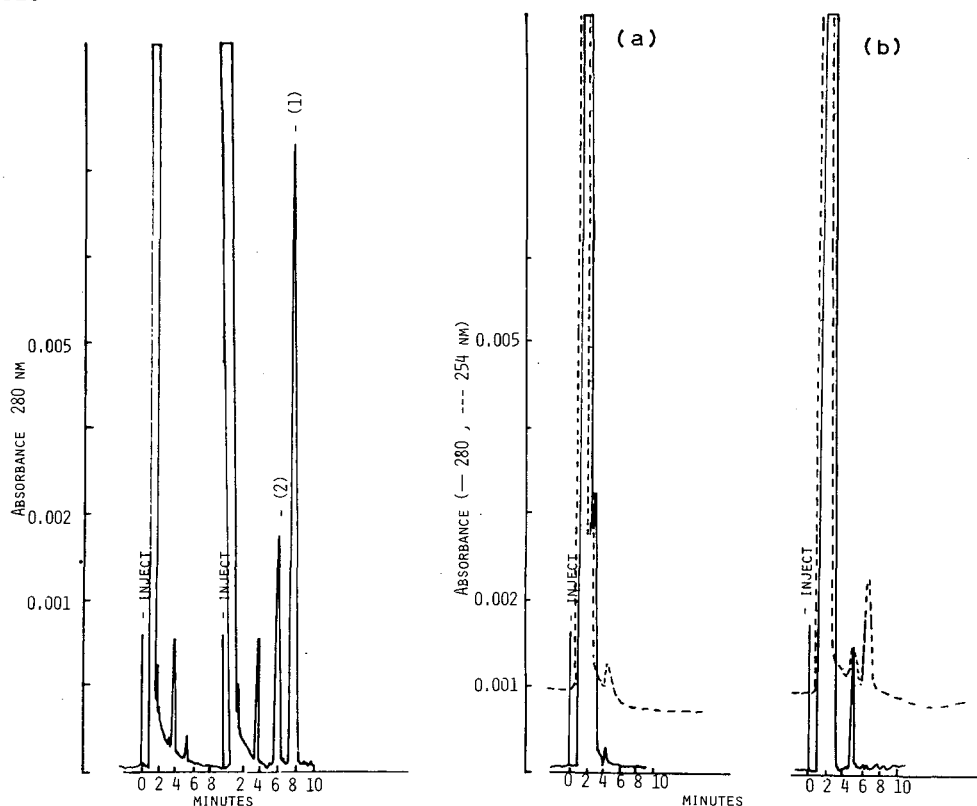 ABSORBANCE 280 NM
0.005
0.002
0.001
- INJECT
- INJECT
- (2)
- (1)
0 2 4 6 8 0 2 4 6 8 10
MINUTES
ABSORBANCE (— 280 , --- 254 NM)
0.005
0.002
0.001
(a)
- INJECT
0 2 4 6 8 10
(b)
- INJECT
0 2 4 6 8 10
MINUTES